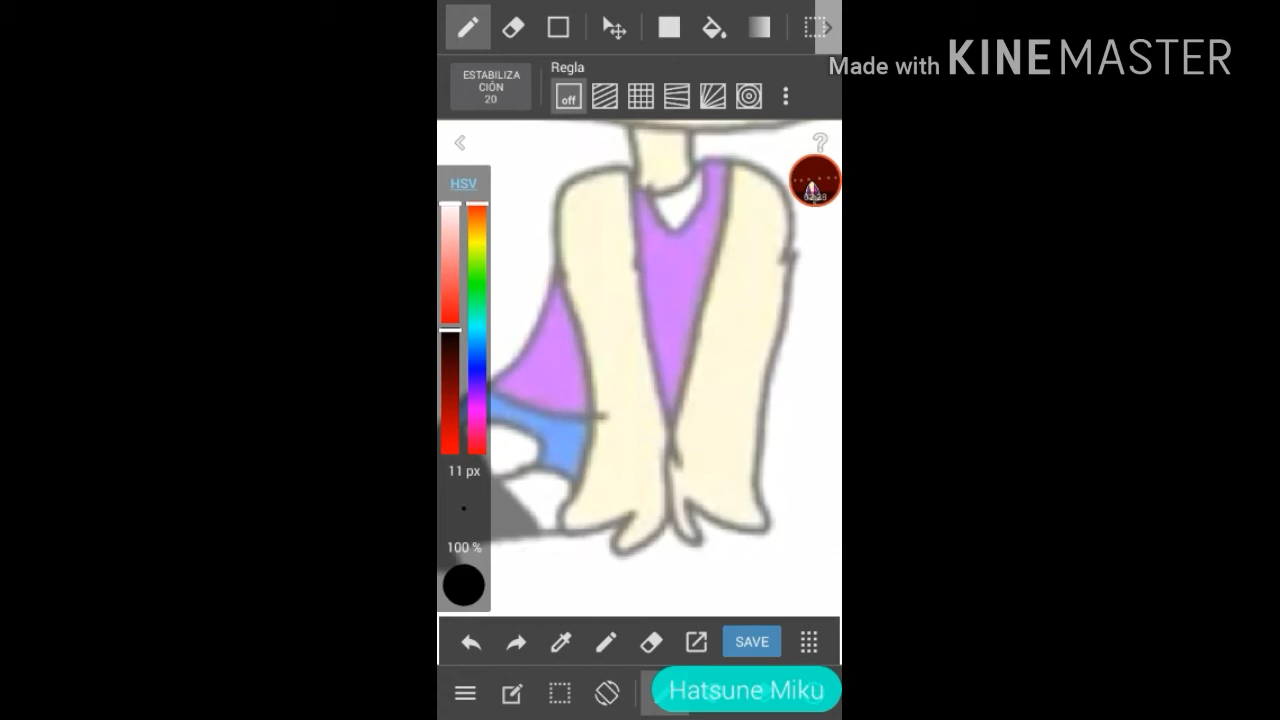 Made with KINEMASTER
ESTABILIZA
CIÓN
20
Regla
off
?
HSV
11 px
100 %
SAVE
Hatsune Miku